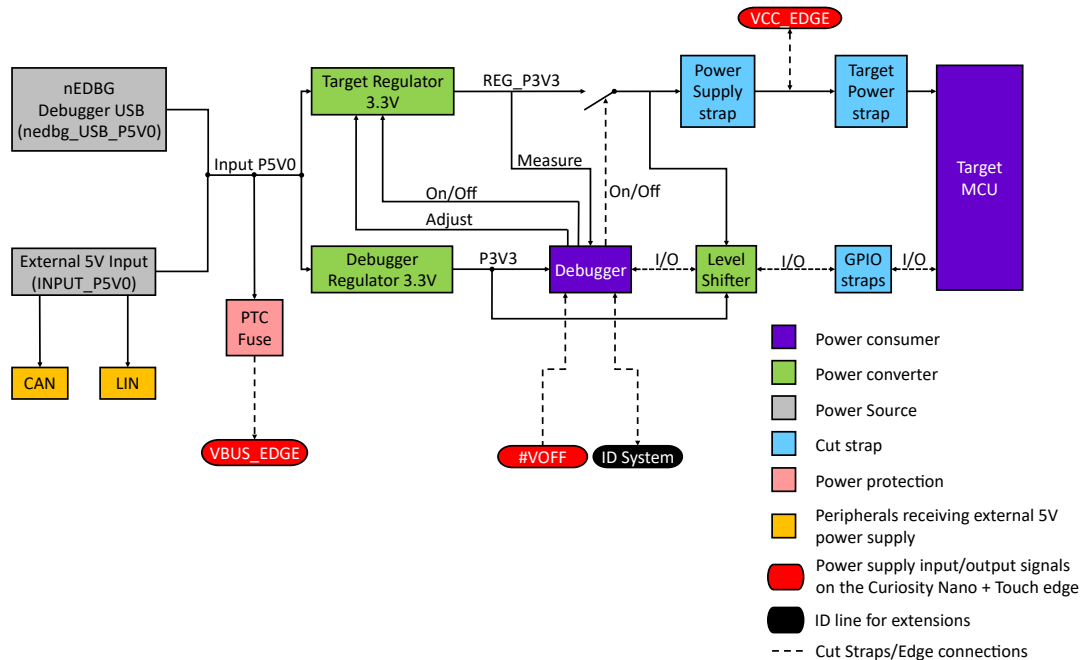 VCC_EDGE
nEDBG
Debugger USB
(nedbg_USB_P5V0)
Target Regulator
3.3V
REG_P3V3
Power
Supply
strap
Target
Power
strap
Target
MCU
Input P5V0
Measure
On/Off
On/Off
Adjust
External 5V Input
(INPUT_P5V0)
Debugger
Regulator 3.3V
P3V3
Debugger
I/O
Level
Shifter
I/O
GPIO
straps
I/O
PTC
Fuse
CAN
LIN
VBUS_EDGE
#VOFF
ID System
Power consumer
Power converter
Power Source
Cut strap
Power protection
Peripherals receiving external 5V
power supply
Power supply input/output signals
on the Curiosity Nano + Touch edge
ID line for extensions
Cut Straps/Edge connections